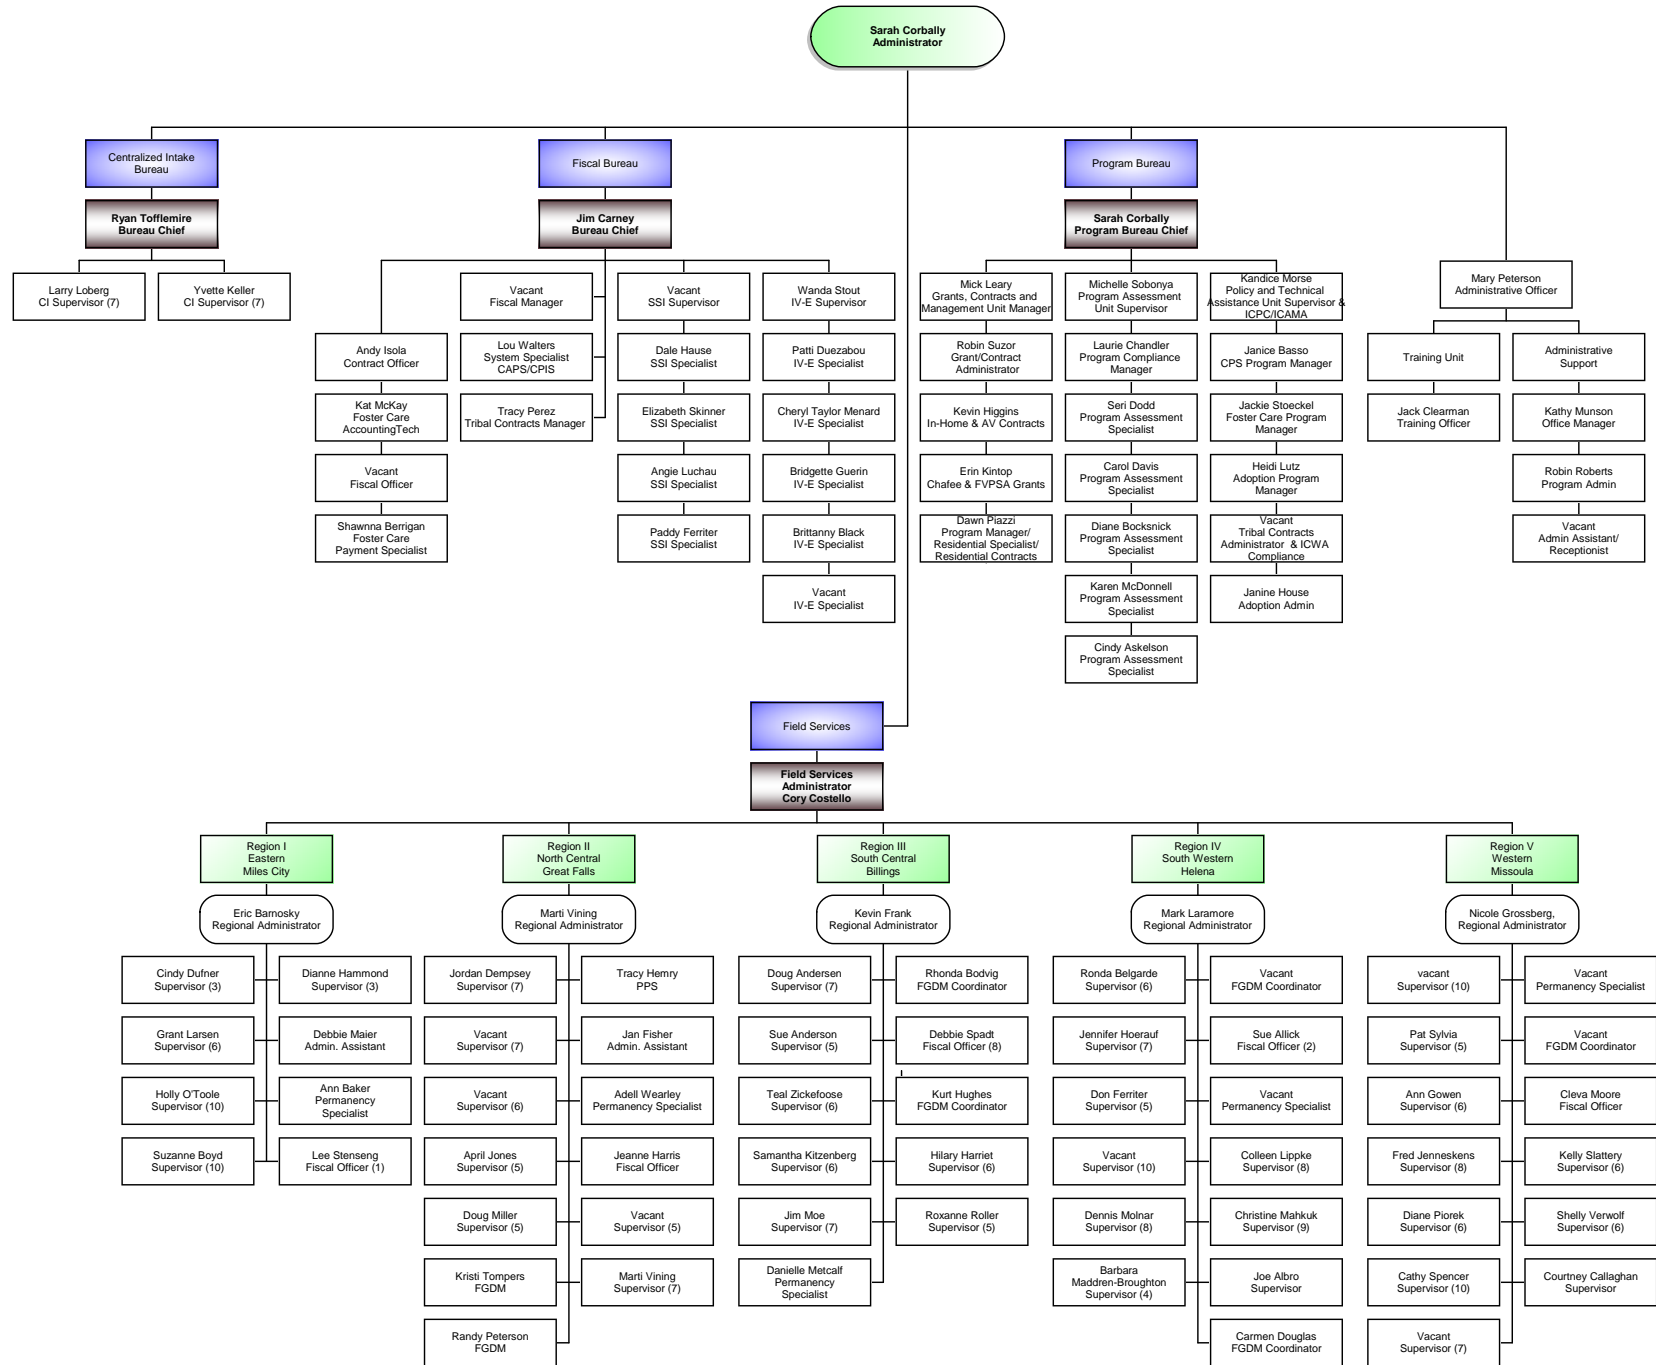 Sarah Corbally
Administrator
Centralized Intake
Bureau
Ryan Tofflemire
Bureau Chief
Larry Loberg
CI Supervisor (7)
Yvette Keller
CI Supervisor (7)
Fiscal Bureau
Jim Carney
Bureau Chief
Andy Isola
Contract Officer
Kat McKay
Foster Care
AccountingTech
Vacant
Fiscal Officer
Shawnna Berrigan
Foster Care
Payment Specialist
Vacant
Fiscal Manager
Lou Walters
System Specialist
CAPS/CPIS
Tracy Perez
Tribal Contracts Manager
Vacant
SSI Supervisor
Dale Hause
SSI Specialist
Elizabeth Skinner
SSI Specialist
Angie Luchau
SSI Specialist
Paddy Ferriter
SSI Specialist
Wanda Stout
IV-E Supervisor
Patti Duezabou
IV-E Specialist
Cheryl Taylor Menard
IV-E Specialist
Bridgette Guerin
IV-E Specialist
Brittanny Black
IV-E Specialist
Vacant
IV-E Specialist
Program Bureau
Sarah Corbally
Program Bureau Chief
Mick Leary
Grants, Contracts and
Management Unit Manager
Robin Suzor
Grant/Contract
Administrator
Kevin Higgins
In-Home & AV Contracts
Erin Kintop
Chafee & FVPSA Grants
Dawn Piazzi
Program Manager/
Residential Specialist/
Residential Contracts
Michelle Sobonya
Program Assessment
Unit Supervisor
Laurie Chandler
Program Compliance
Manager
Seri Dodd
Program Assessment
Specialist
Carol Davis
Program Assessment
Specialist
Diane Bocksnick
Program Assessment
Specialist
Karen McDonnell
Program Assessment
Specialist
Cindy Askelson
Program Assessment
Specialist
Kandice Morse
Policy and Technical
Assistance Unit Supervisor &
ICPC/ICAMA
Janice Basso
CPS Program Manager
Jackie Stoeckel
Foster Care Program
Manager
Heidi Lutz
Adoption Program
Manager
Vacant
Tribal Contracts
Administrator & ICWA
Compliance
Janine House
Adoption Admin
Mary Peterson
Administrative Officer
Training Unit
Jack Clearman
Training Officer
Administrative
Support
Kathy Munson
Office Manager
Robin Roberts
Program Admin
Vacant
Admin Assistant/
Receptionist
Field Services
Field Services
Administrator
Cory Costello
Region I
Eastern
Miles City
Eric Barnosky
Regional Administrator
Cindy Dufner
Supervisor (3)
Dianne Hammond
Supervisor (3)
Grant Larsen
Supervisor (6)
Debbie Maier
Admin. Assistant
Holly O'Toole
Supervisor (10)
Ann Baker
Permanency
Specialist
Suzanne Boyd
Supervisor (10)
Lee Stenseng
Fiscal Officer (1)
Region II
North Central
Great Falls
Marti Vining
Regional Administrator
Jordan Dempsey
Supervisor (7)
Tracy Hemry
PPS
Vacant
Supervisor (7)
Jan Fisher
Admin. Assistant
Vacant
Supervisor (6)
Adell Wearley
Permanency Specialist
April Jones
Supervisor (5)
Jeanne Harris
Fiscal Officer
Doug Miller
Supervisor (5)
Vacant
Supervisor (5)
Kristi Tompers
FGDM
Marti Vining
Supervisor (7)
Randy Peterson
FGDM
Region III
South Central
Billings
Kevin Frank
Regional Administrator
Doug Andersen
Supervisor (7)
Rhonda Bodvig
FGDM Coordinator
Sue Anderson
Supervisor (5)
Debbie Spadt
Fiscal Officer (8)
Teal Zickefoose
Supervisor (6)
Kurt Hughes
FGDM Coordinator
Samantha Kitzenberg
Supervisor (6)
Hilary Harriet
Supervisor (6)
Jim Moe
Supervisor (7)
Roxanne Roller
Supervisor (5)
Danielle Metcalf
Permanency
Specialist
Region IV
South Western
Helena
Mark Laramore
Regional Administrator
Ronda Belgarde
Supervisor (6)
Vacant
FGDM Coordinator
Jennifer Hoerauf
Supervisor (7)
Sue Allick
Fiscal Officer (2)
Don Ferriter
Supervisor (5)
Vacant
Permanency Specialist
Vacant
Supervisor (10)
Colleen Lippke
Supervisor (8)
Dennis Molnar
Supervisor (8)
Christine Mahkuk
Supervisor (9)
Barbara
Maddren-Broughton
Supervisor (4)
Joe Albro
Supervisor
Carmen Douglas
FGDM Coordinator
Region V
Western
Missoula
Nicole Grossberg,
Regional Administrator
vacant
Supervisor (10)
Vacant
Permanency Specialist
Pat Sylvia
Supervisor (5)
Vacant
FGDM Coordinator
Ann Gowen
Supervisor (6)
Cleva Moore
Fiscal Officer
Fred Jenneskens
Supervisor (8)
Kelly Slattery
Supervisor (6)
Diane Piorek
Supervisor (6)
Shelly Verwolf
Supervisor (6)
Cathy Spencer
Supervisor (10)
Courtney Callaghan
Supervisor
Vacant
Supervisor (7)